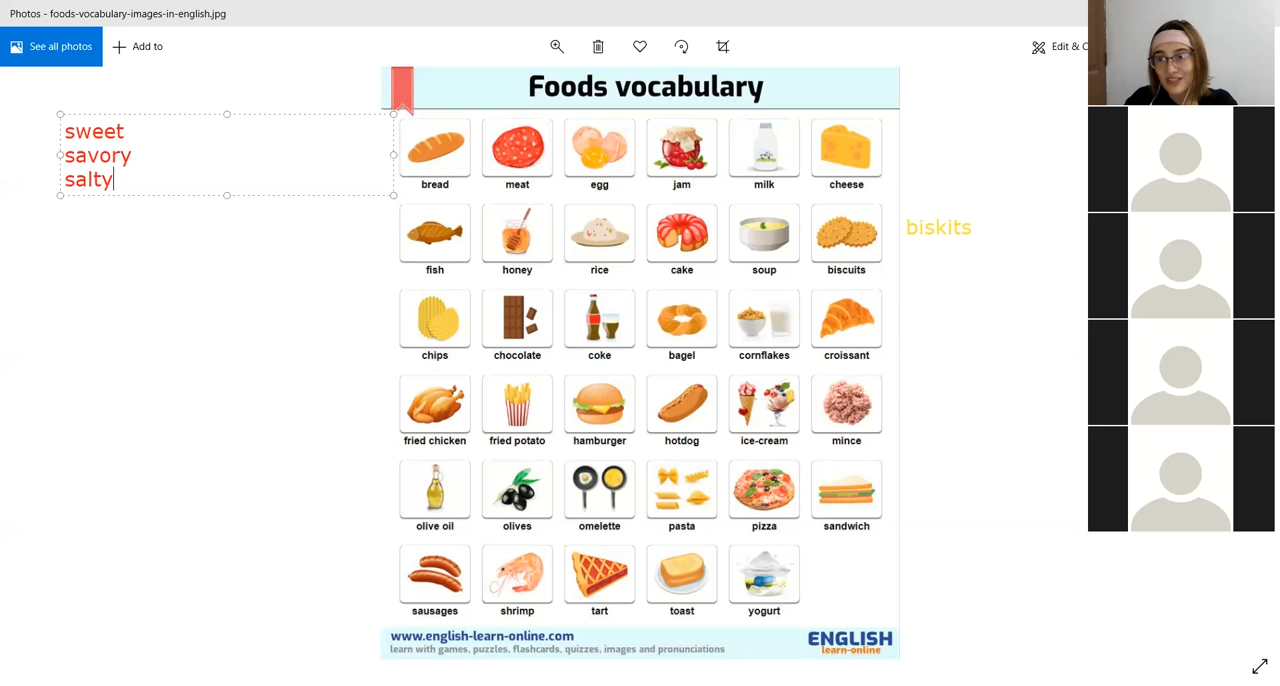 Photos - foods-vocabulary-images-in-english.jpg
See all photos
Add to
Edit & C
Foods vocabulary
sweet
savory
salty
bread meat egg jam milk cheese
biskits
fish honey rice cake soup biscuits
chips chocolate coke bagel cornflakes croissant
fried chicken fried potato hamburger hotdog ice-cream mince
olive oil olives omelette pasta pizza sandwich
sausages shrimp tart toast yogurt
www.english-learn-online.com
learn with games, puzzles, flashcards, quizzes, images and pronunciations
ENGLISH
learn-online